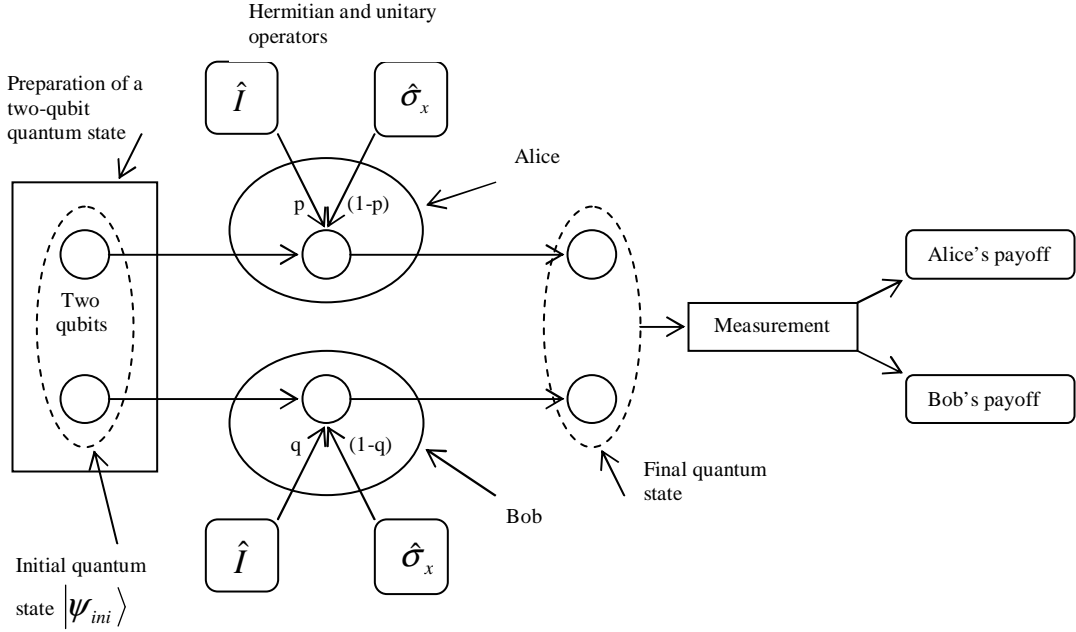 Hermitian and unitary
operators
Preparation of a
two-qubit
quantum state
Î
σ̂ₓ
Alice
p
(1-p)
Two
qubits
Alice's payoff
Measurement
Bob's payoff
q
(1-q)
Final quantum
state
Bob
Î
σ̂ₓ
Initial quantum
state |ψ_ini⟩